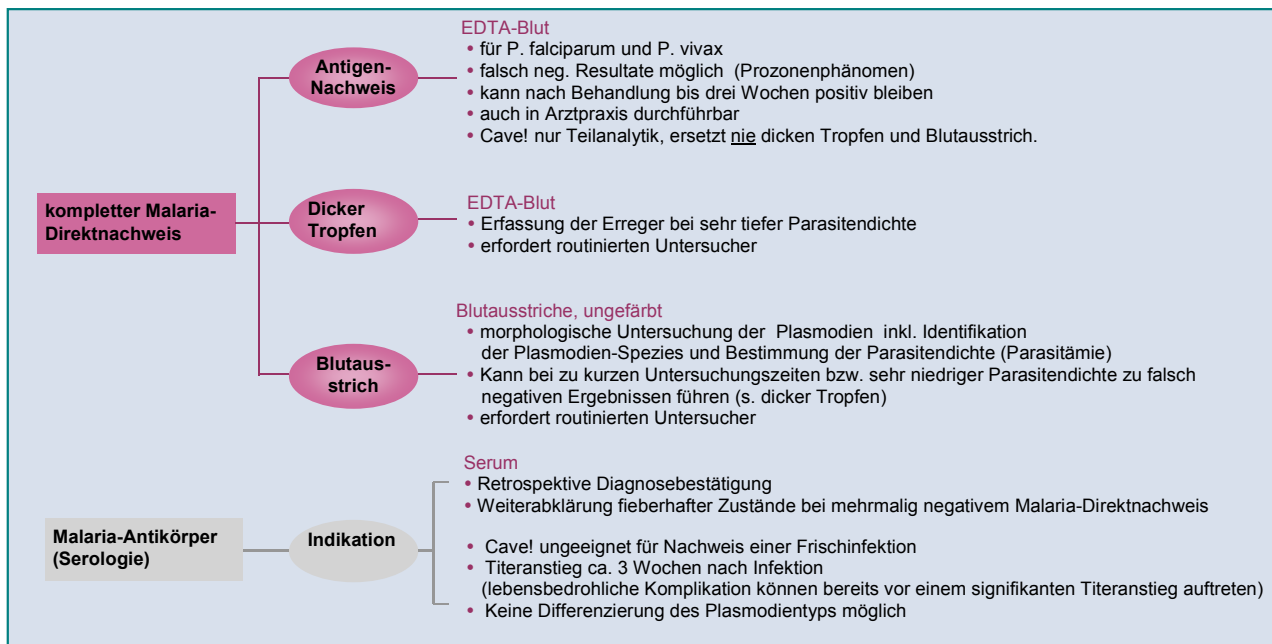 kompletter Malaria-
Direktnachweis
Antigen-
Nachweis
EDTA-Blut
• für P. falciparum und P. vivax
• falsch neg. Resultate möglich (Prozonenphänomen)
• kann nach Behandlung bis drei Wochen positiv bleiben
• auch in Arztpraxis durchführbar
• Cave! nur Teilanalytik, ersetzt nie dicken Tropfen und Blutausstrich.
Dicker
Tropfen
EDTA-Blut
• Erfassung der Erreger bei sehr tiefer Parasitendichte
• erfordert routinierten Untersucher
Blutaus-
strich
Blutausstriche, ungefärbt
• morphologische Untersuchung der Plasmodien inkl. Identifikation
der Plasmodien-Spezies und Bestimmung der Parasitendichte (Parasitämie)
• Kann bei zu kurzen Untersuchungszeiten bzw. sehr niedriger Parasitendichte zu falsch
negativen Ergebnissen führen (s. dicker Tropfen)
• erfordert routinierten Untersucher
Malaria-Antikörper
(Serologie)
Indikation
Serum
• Retrospektive Diagnosebestätigung
• Weiterabklärung fieberhafter Zustände bei mehrmalig negativem Malaria-Direktnachweis
• Cave! ungeeignet für Nachweis einer Frischinfektion
• Titeranstieg ca. 3 Wochen nach Infektion
(lebensbedrohliche Komplikation können bereits vor einem signifikanten Titeranstieg auftreten)
• Keine Differenzierung des Plasmodientyps möglich